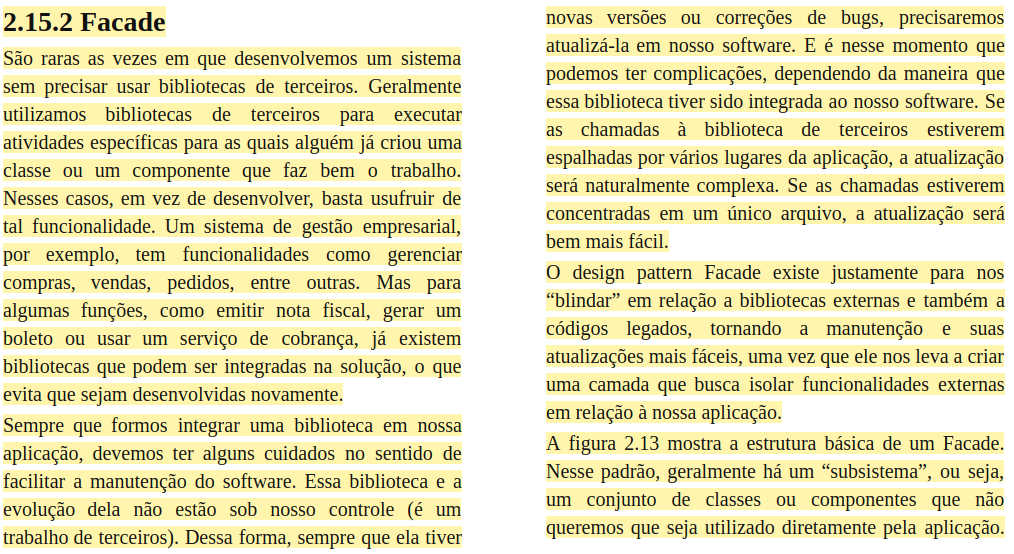 2.15.2 Facade
São raras as vezes em que desenvolvemos um sistema
sem precisar usar bibliotecas de terceiros. Geralmente
utilizamos bibliotecas de terceiros para executar
atividades específicas para as quais alguém já criou uma
classe ou um componente que faz bem o trabalho.
Nesses casos, em vez de desenvolver, basta usufruir de
tal funcionalidade. Um sistema de gestão empresarial,
por exemplo, tem funcionalidades como gerenciar
compras, vendas, pedidos, entre outras. Mas para
algumas funções, como emitir nota fiscal, gerar um
boleto ou usar um serviço de cobrança, já existem
bibliotecas que podem ser integradas na solução, o que
evita que sejam desenvolvidas novamente.
Sempre que formos integrar uma biblioteca em nossa
aplicação, devemos ter alguns cuidados no sentido de
facilitar a manutenção do software. Essa biblioteca e a
evolução dela não estão sob nosso controle (é um
trabalho de terceiros). Dessa forma, sempre que ela tiver
novas versões ou correções de bugs, precisaremos
atualizá-la em nosso software. E é nesse momento que
podemos ter complicações, dependendo da maneira que
essa biblioteca tiver sido integrada ao nosso software. Se
as chamadas à biblioteca de terceiros estiverem
espalhadas por vários lugares da aplicação, a atualização
será naturalmente complexa. Se as chamadas estiverem
concentradas em um único arquivo, a atualização será
bem mais fácil.
O design pattern Facade existe justamente para nos
“blindar” em relação a bibliotecas externas e também a
códigos legados, tornando a manutenção e suas
atualizações mais fáceis, uma vez que ele nos leva a criar
uma camada que busca isolar funcionalidades externas
em relação à nossa aplicação.
A figura 2.13 mostra a estrutura básica de um Facade.
Nesse padrão, geralmente há um “subsistema”, ou seja,
um conjunto de classes ou componentes que não
queremos que seja utilizado diretamente pela aplicação.